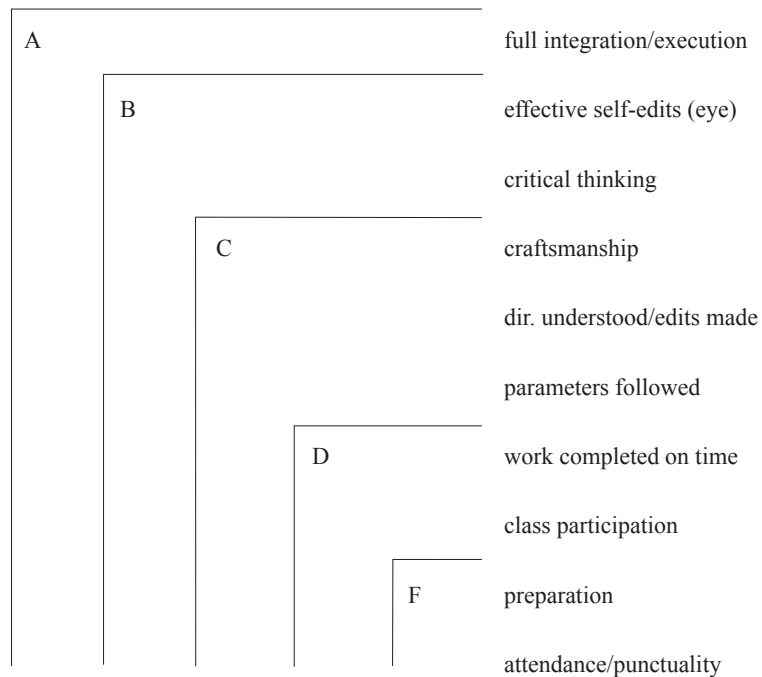 A full integration/execution
B effective self-edits (eye)
critical thinking
C craftsmanship
dir. understood/edits made
parameters followed
D work completed on time
class participation
F preparation
attendance/punctuality